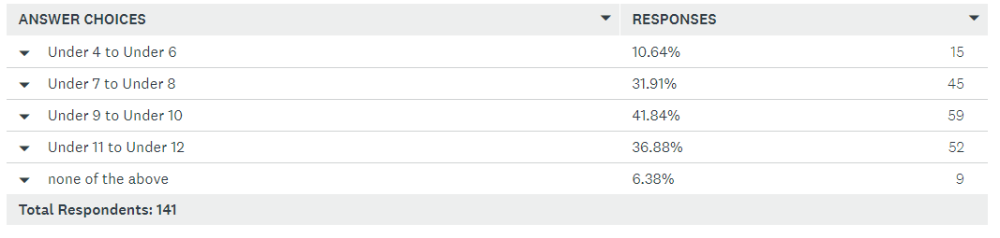 ANSWER CHOICES RESPONSES
Under 4 to Under 6 10.64% 15
Under 7 to Under 8 31.91% 45
Under 9 to Under 10 41.84% 59
Under 11 to Under 12 36.88% 52
none of the above 6.38% 9
Total Respondents: 141